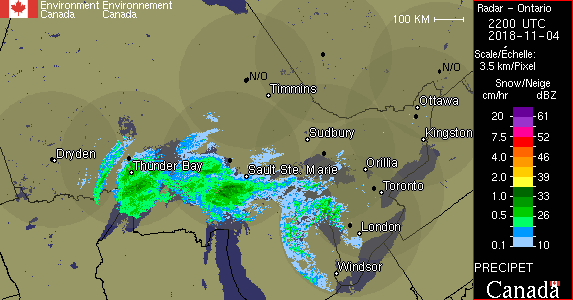 Environment Environnement
Canada Canada
100 KM
N/O
N/O
Timmins
Ottawa
Sudbury
Kingston
Dryden
Thunder Bay
Sault Ste. Marie
Orillia
Toronto
London
Windsor
Radar - Ontario
2200 UTC
2018-11-04
Scale/Échelle:
3.5 km/Pixel
Snow/Neige
cm/hr dBZ
20 61
9.0 57
7.5 52
4.0 46
2.0 39
1.0 33
0.5 26
0.1 10
PRECIPET
Canada